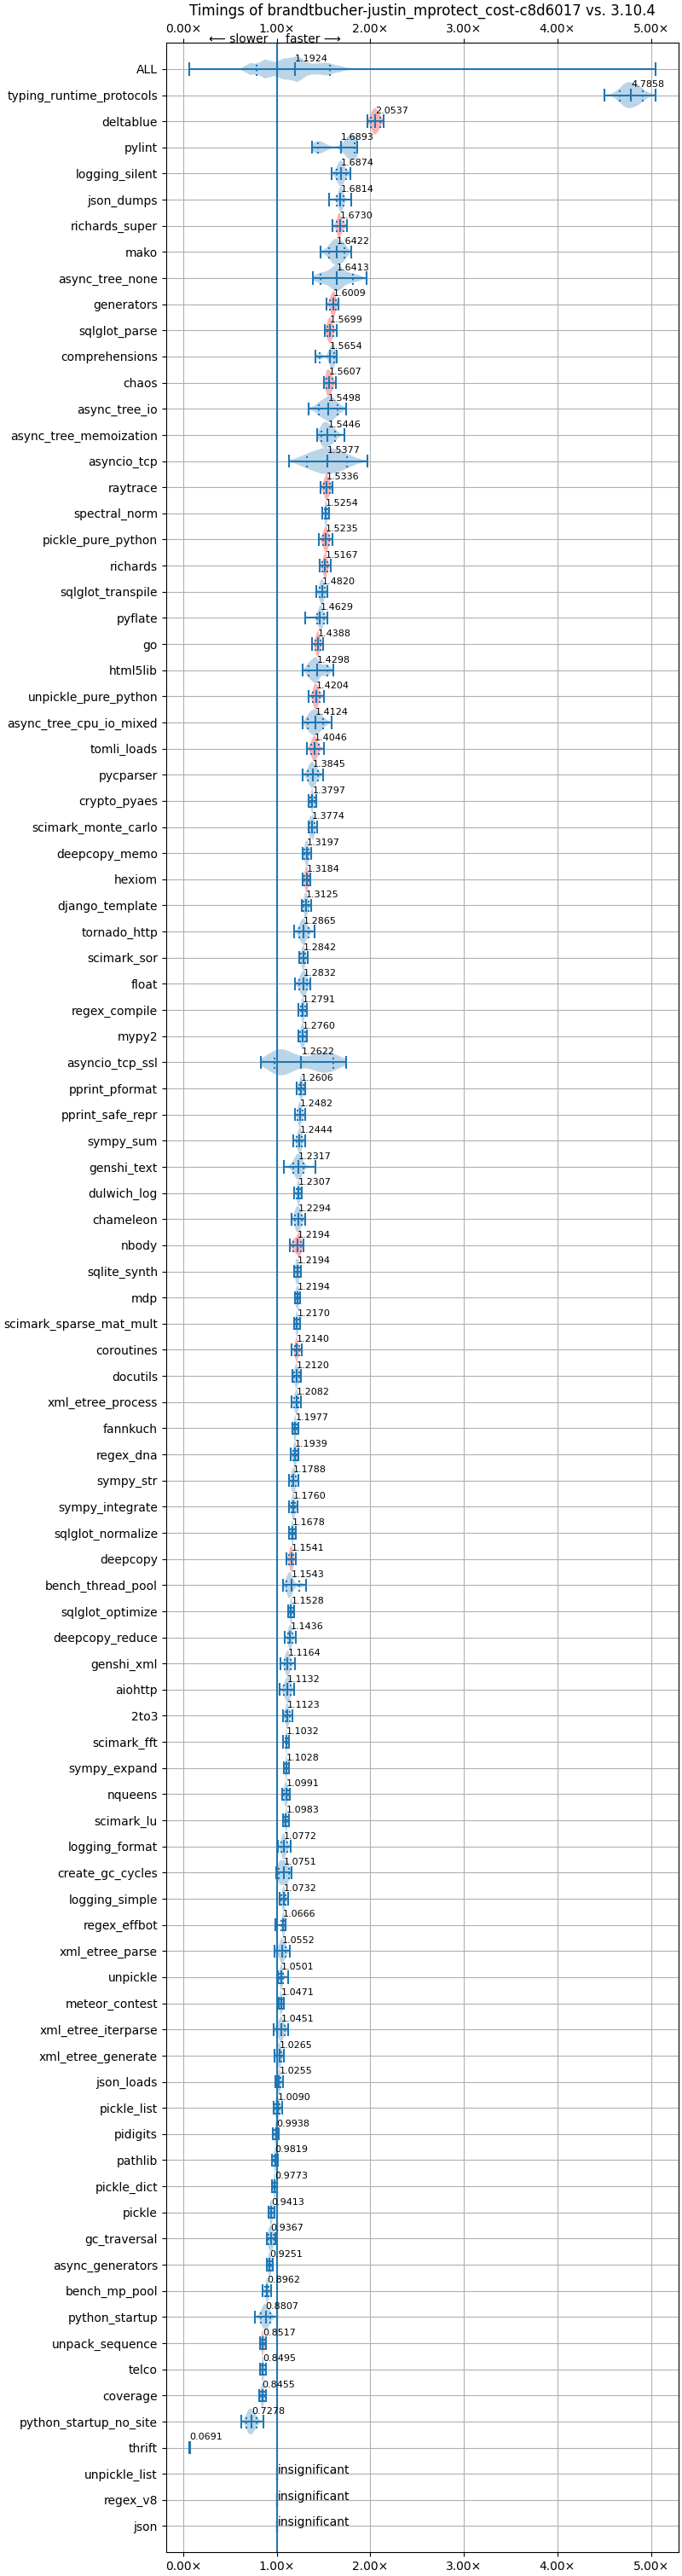 Timings of brandtbucher-justin_mprotect_cost-c8d6017 vs. 3.10.4
0.00× 1.00× 2.00× 3.00× 4.00× 5.00×
← slower faster →
ALL 1.1924
typing_runtime_protocols 4.7858
deltablue 2.0537
pylint 1.6893
logging_silent 1.6874
json_dumps 1.6814
richards_super 1.6730
mako 1.6422
async_tree_none 1.6413
generators 1.6009
sqlglot_parse 1.5699
comprehensions 1.5654
chaos 1.5607
async_tree_io 1.5498
async_tree_memoization 1.5446
asyncio_tcp 1.5377
raytrace 1.5336
spectral_norm 1.5254
pickle_pure_python 1.5235
richards 1.5167
sqlglot_transpile 1.4820
pyflate 1.4629
go 1.4388
html5lib 1.4298
unpickle_pure_python 1.4204
async_tree_cpu_io_mixed 1.4124
tomli_loads 1.4046
pycparser 1.3845
crypto_pyaes 1.3797
scimark_monte_carlo 1.3774
deepcopy_memo 1.3197
hexiom 1.3184
django_template 1.3125
tornado_http 1.2865
scimark_sor 1.2842
float 1.2832
regex_compile 1.2791
mypy2 1.2760
asyncio_tcp_ssl 1.2622
pprint_pformat 1.2606
pprint_safe_repr 1.2482
sympy_sum 1.2444
genshi_text 1.2317
dulwich_log 1.2307
chameleon 1.2294
nbody 1.2194
sqlite_synth 1.2194
mdp 1.2194
scimark_sparse_mat_mult 1.2170
coroutines 1.2140
docutils 1.2120
xml_etree_process 1.2082
fannkuch 1.1977
regex_dna 1.1939
sympy_str 1.1788
sympy_integrate 1.1760
sqlglot_normalize 1.1678
deepcopy 1.1541
bench_thread_pool 1.1543
sqlglot_optimize 1.1528
deepcopy_reduce 1.1436
genshi_xml 1.1164
aiohttp 1.1132
2to3 1.1123
scimark_fft 1.1032
sympy_expand 1.1028
nqueens 1.0991
scimark_lu 1.0983
logging_format 1.0772
create_gc_cycles 1.0751
logging_simple 1.0732
regex_effbot 1.0666
xml_etree_parse 1.0552
unpickle 1.0501
meteor_contest 1.0471
xml_etree_iterparse 1.0451
xml_etree_generate 1.0265
json_loads 1.0255
pickle_list 1.0090
pidigits 0.9938
pathlib 0.9819
pickle_dict 0.9773
pickle 0.9413
gc_traversal 0.9367
async_generators 0.9251
bench_mp_pool 0.8962
python_startup 0.8807
unpack_sequence 0.8517
telco 0.8495
coverage 0.8455
python_startup_no_site 0.7278
thrift 0.0691
unpickle_list insignificant
regex_v8 insignificant
json insignificant
0.00× 1.00× 2.00× 3.00× 4.00× 5.00×